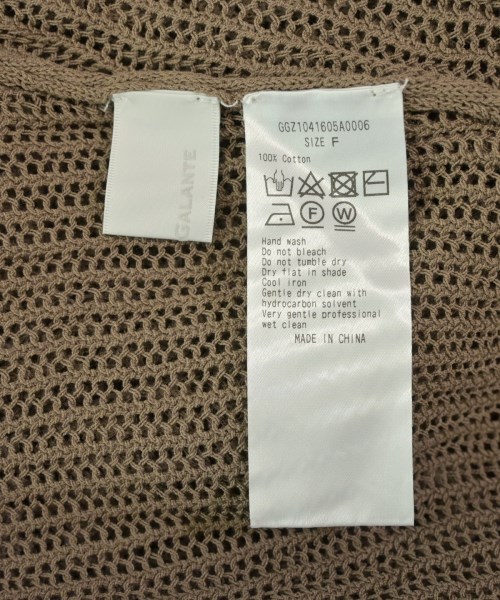 GALANTE
GGZ1041605A0006
SIZE F
100% Cotton
F W
Hand wash
Do not bleach
Do not tumble dry
Dry flat in shade
Cool iron
Gentle dry clean with
hydrocarbon solvent
Very gentle professional
wet clean
MADE IN CHINA